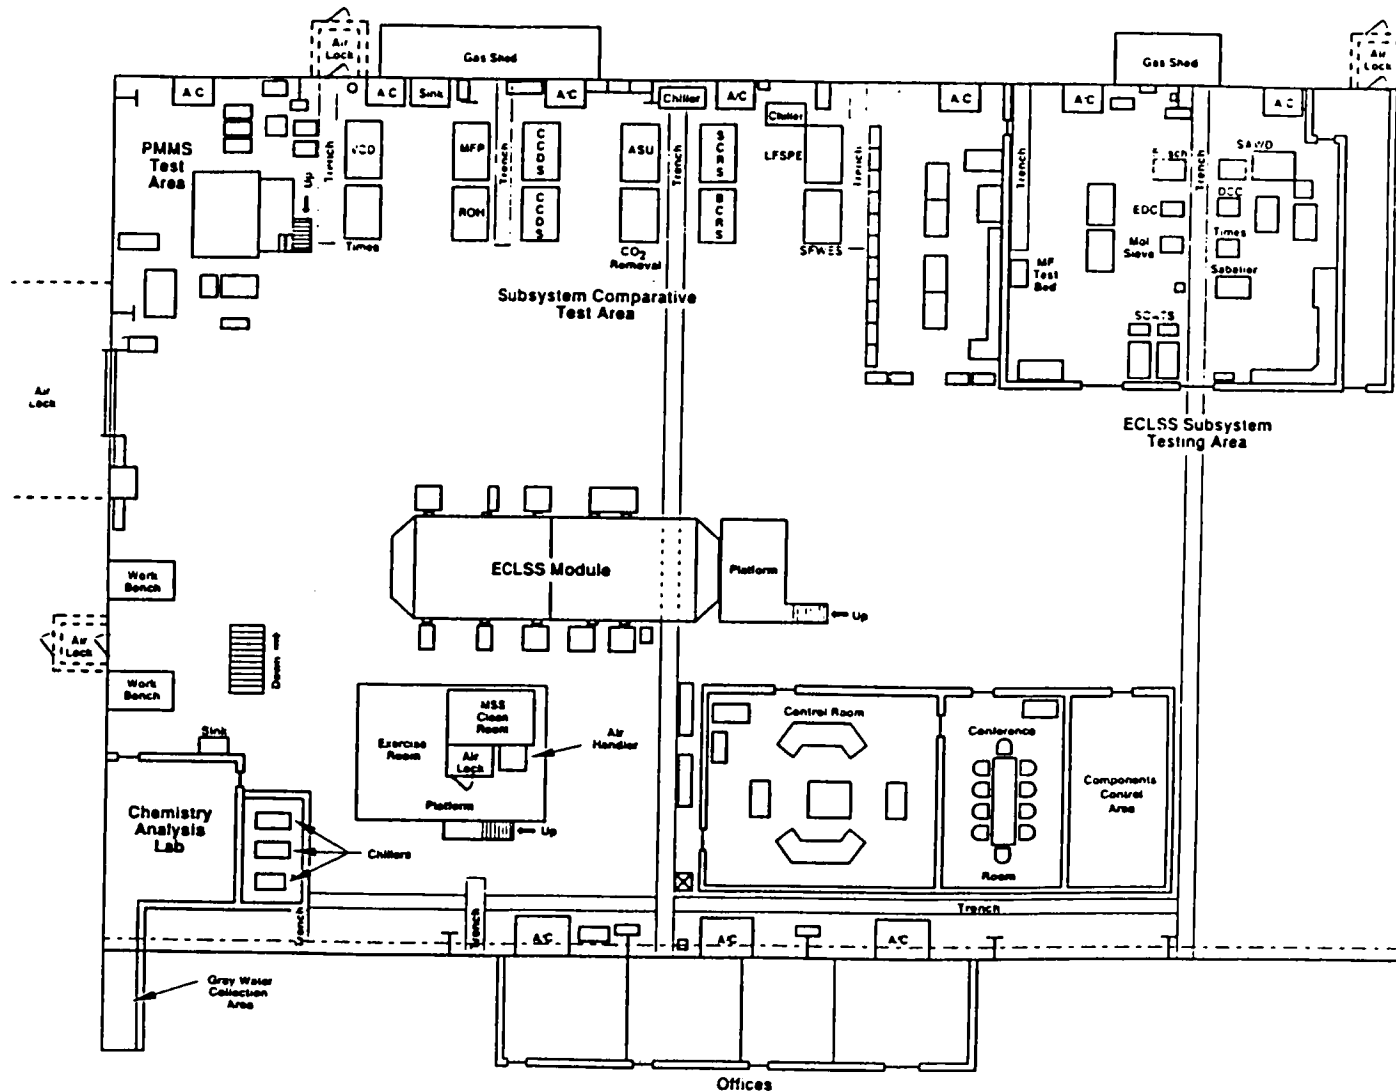 Air
Lock
Gas Shed
Gas Shed
Air
Lock
A/C
A/C
Sink
A/C
Chiller
A/C
Chiller
A/C
A/C
A/C
PMMS
Test
Area
Trench
Up
Times
MFP
ROH
Trench
CCDS
CCDS
ASU
CO2
Removal
Trench
SCRS
BCRS
LFSPE
SFWES
Trench
Trench
MF
Test
Bed
EDC
Mol
Sieve
Trench
SAWD
Times
Sabatier
Subsystem Comparative
Test Area
ECLSS Subsystem
Testing Area
Air
Lock
ECLSS Module
Platform
Up
Work
Bench
Air
Lock
Work
Bench
Down
Sink
MSS
Clean
Room
Exercise
Room
Air
Lock
Air
Handler
Platform
Up
Control Room
Conference
Room
Components
Control
Area
Chemistry
Analysis
Lab
Chillers
Trench
Trench
Trench
A/C
A/C
A/C
Gray Water
Collection
Area
Offices